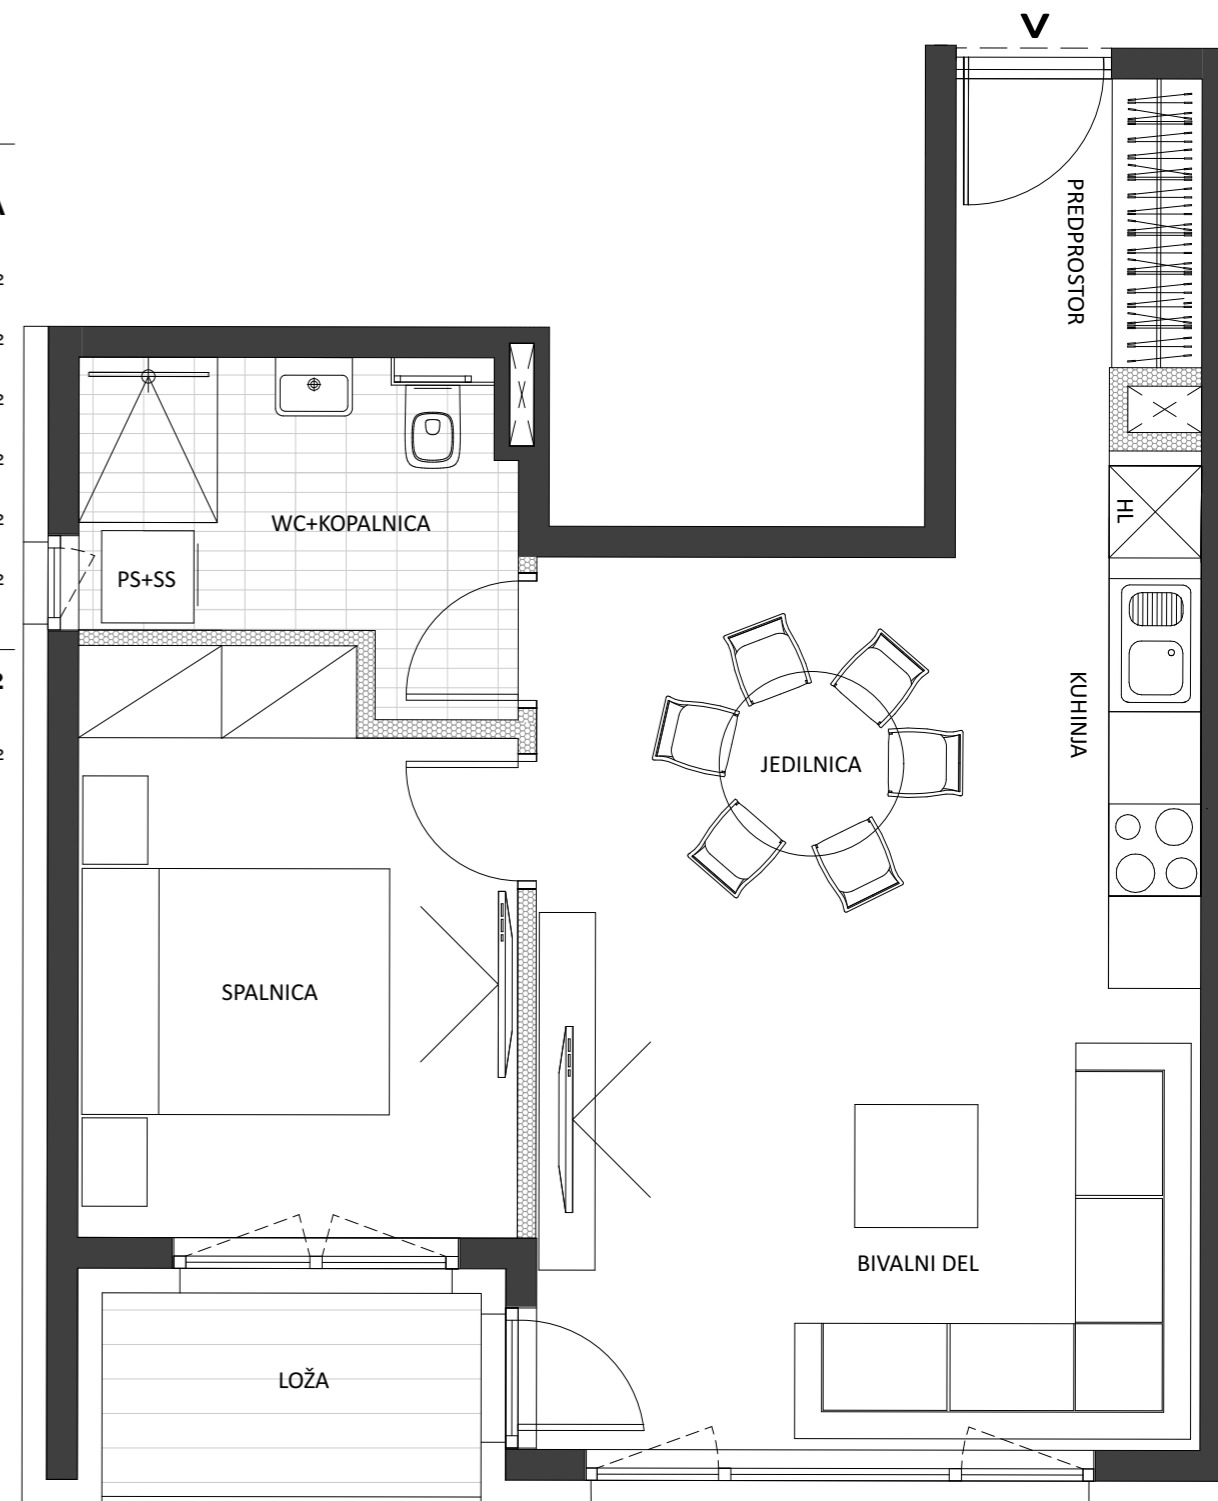 V
PREDPROSTOR
HL
WC+KOPALNICA
PS+SS
KUHINJA
JEDILNICA
SPALNICA
BIVALNI DEL
LOŽA